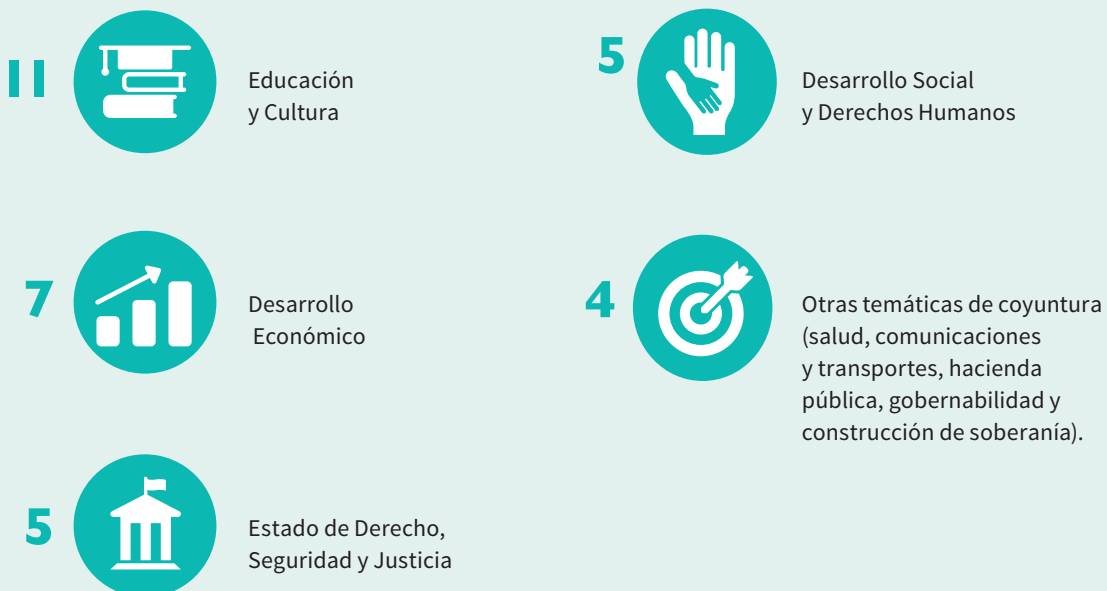 11
Educación
y Cultura
7
Desarrollo
Económico
5
Estado de Derecho,
Seguridad y Justicia
5
Desarrollo Social
y Derechos Humanos
4
Otras temáticas de coyuntura
(salud, comunicaciones
y transportes, hacienda
pública, gobernabilidad y
construcción de soberanía).